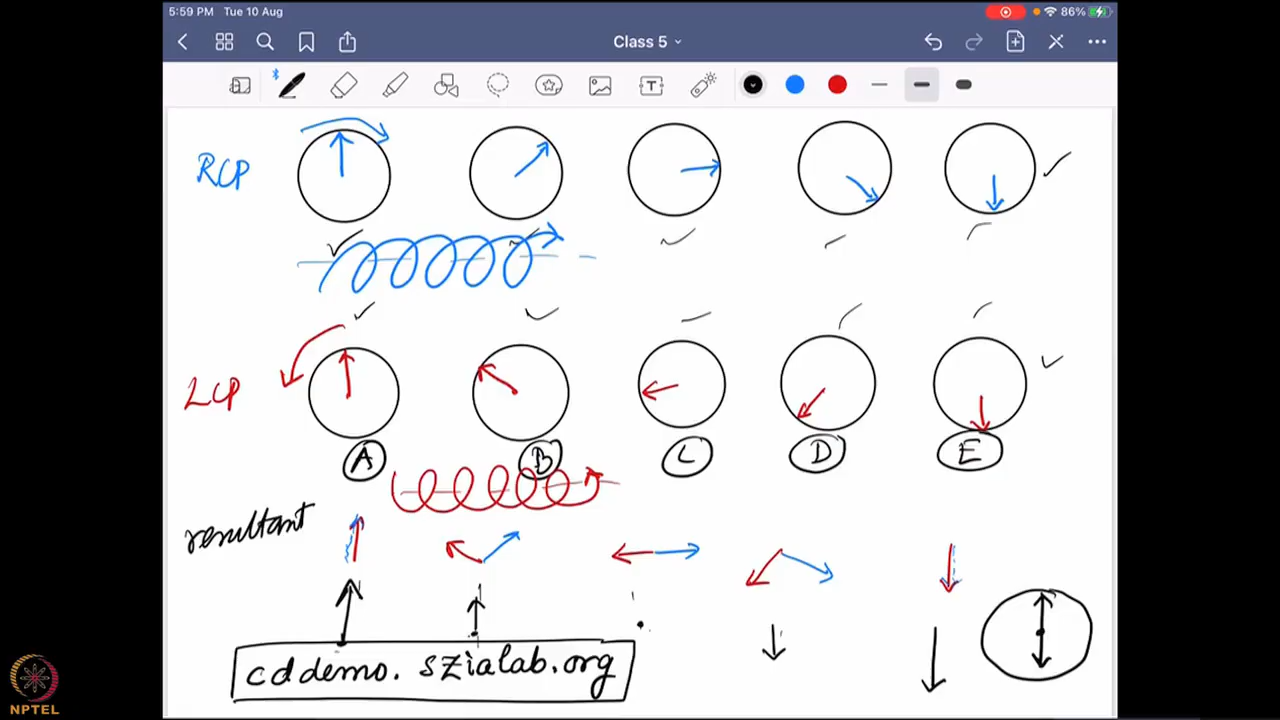 5:59 PM Tue 10 Aug
86%
Class 5
T
RCP
LCP
A B C D E
resultant
cddemo. szialab.org
NPTEL